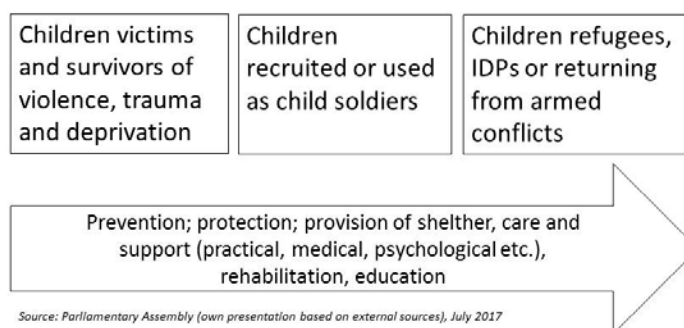 Children victims
and survivors of
violence, trauma
and deprivation
Children
recruited or used
as child soldiers
Children refugees,
IDPs or returning
from armed
conflicts
Prevention; protection; provision of shelther, care and
support (practical, medical, psychological etc.),
rehabilitation, education
Source: Parliamentary Assembly (own presentation based on external sources), July 2017